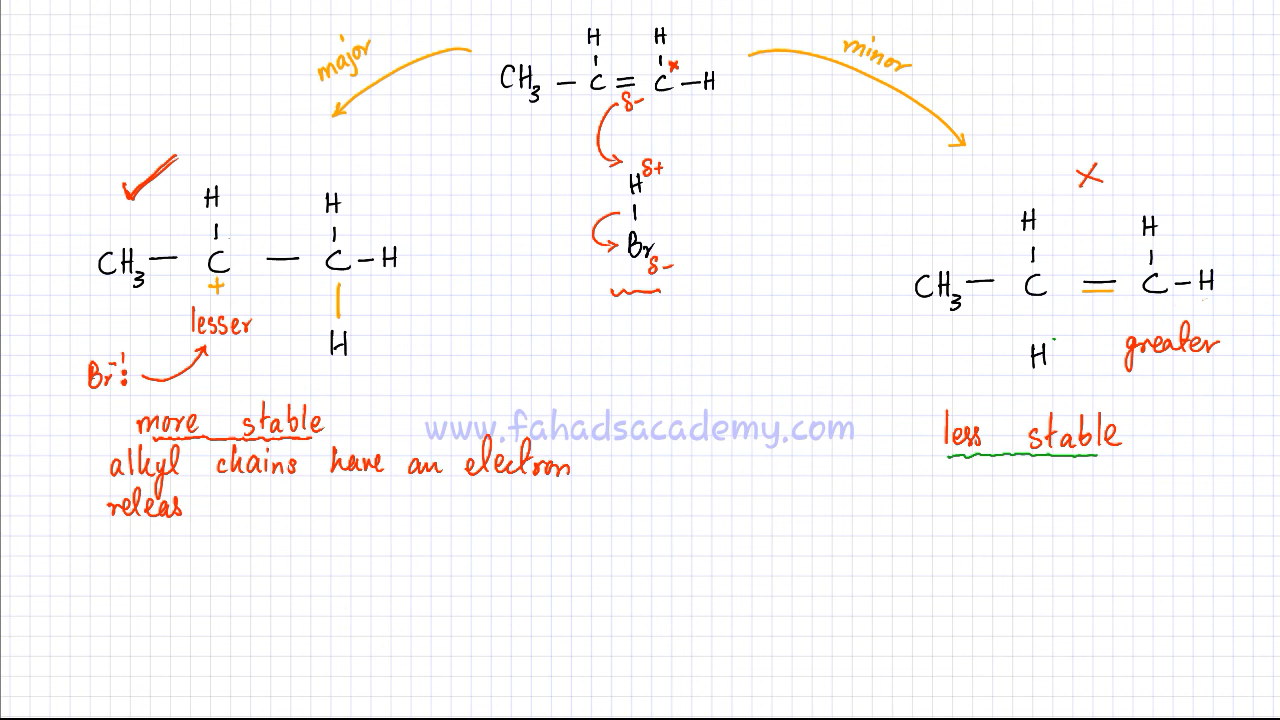 major
minor
H H
CH3 — C = C — H
δ-
δ+
H
Br
δ-
H H
CH3 — C — C — H
+
lesser
H
Br⁻¹:
more stable
alkyl chains have an electron
releas
H H
CH3 — C = C — H
H
greater
less stable
www.fahadsacademy.com